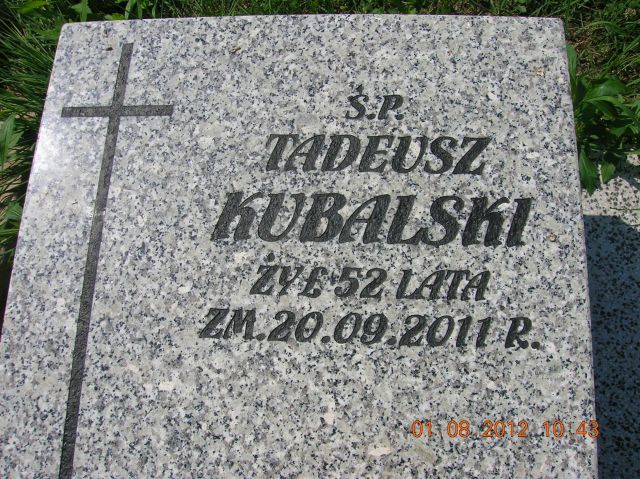 Ś.P.
TADEUSZ
KUBALSKI
ŻYŁ 52 LATA
ZM.20.09.2011 R.
01.08.2012 10:43